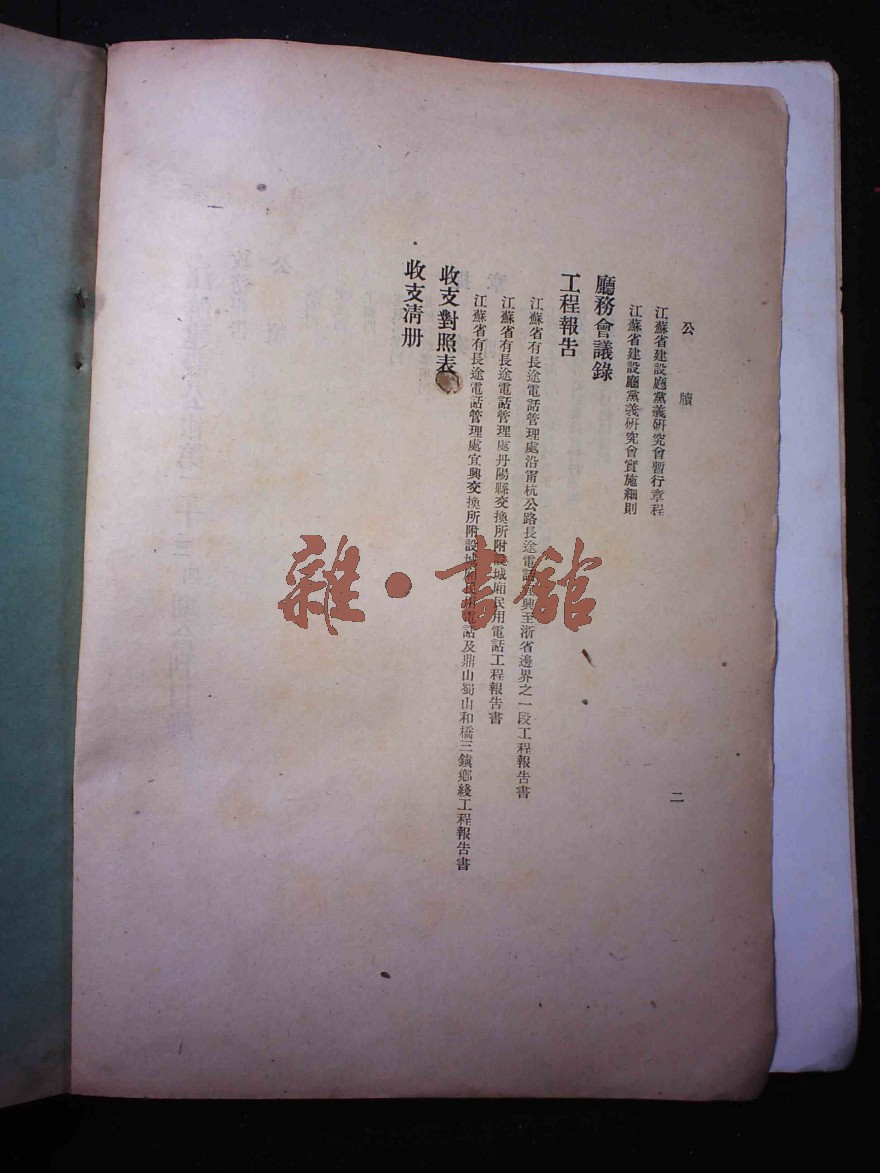 公牘
二
江蘇省建設廳黨義研究會暫行章程
江蘇省建設廳黨義研究會實施細則
廳務會議錄
工程報告
江蘇省有長途電話管理處沿甯杭公路長途電話宜興至浙省邊界之一段工程報告書
江蘇省有長途電話管理處丹陽縣交換所附設城廂民用電話工程報告書
江蘇省有長途電話管理處宜興交換所附設城廂民用電話及鼎山蜀山和橋三鎮鄉綫工程報告書
收支對照表
收支清册
雜·書館